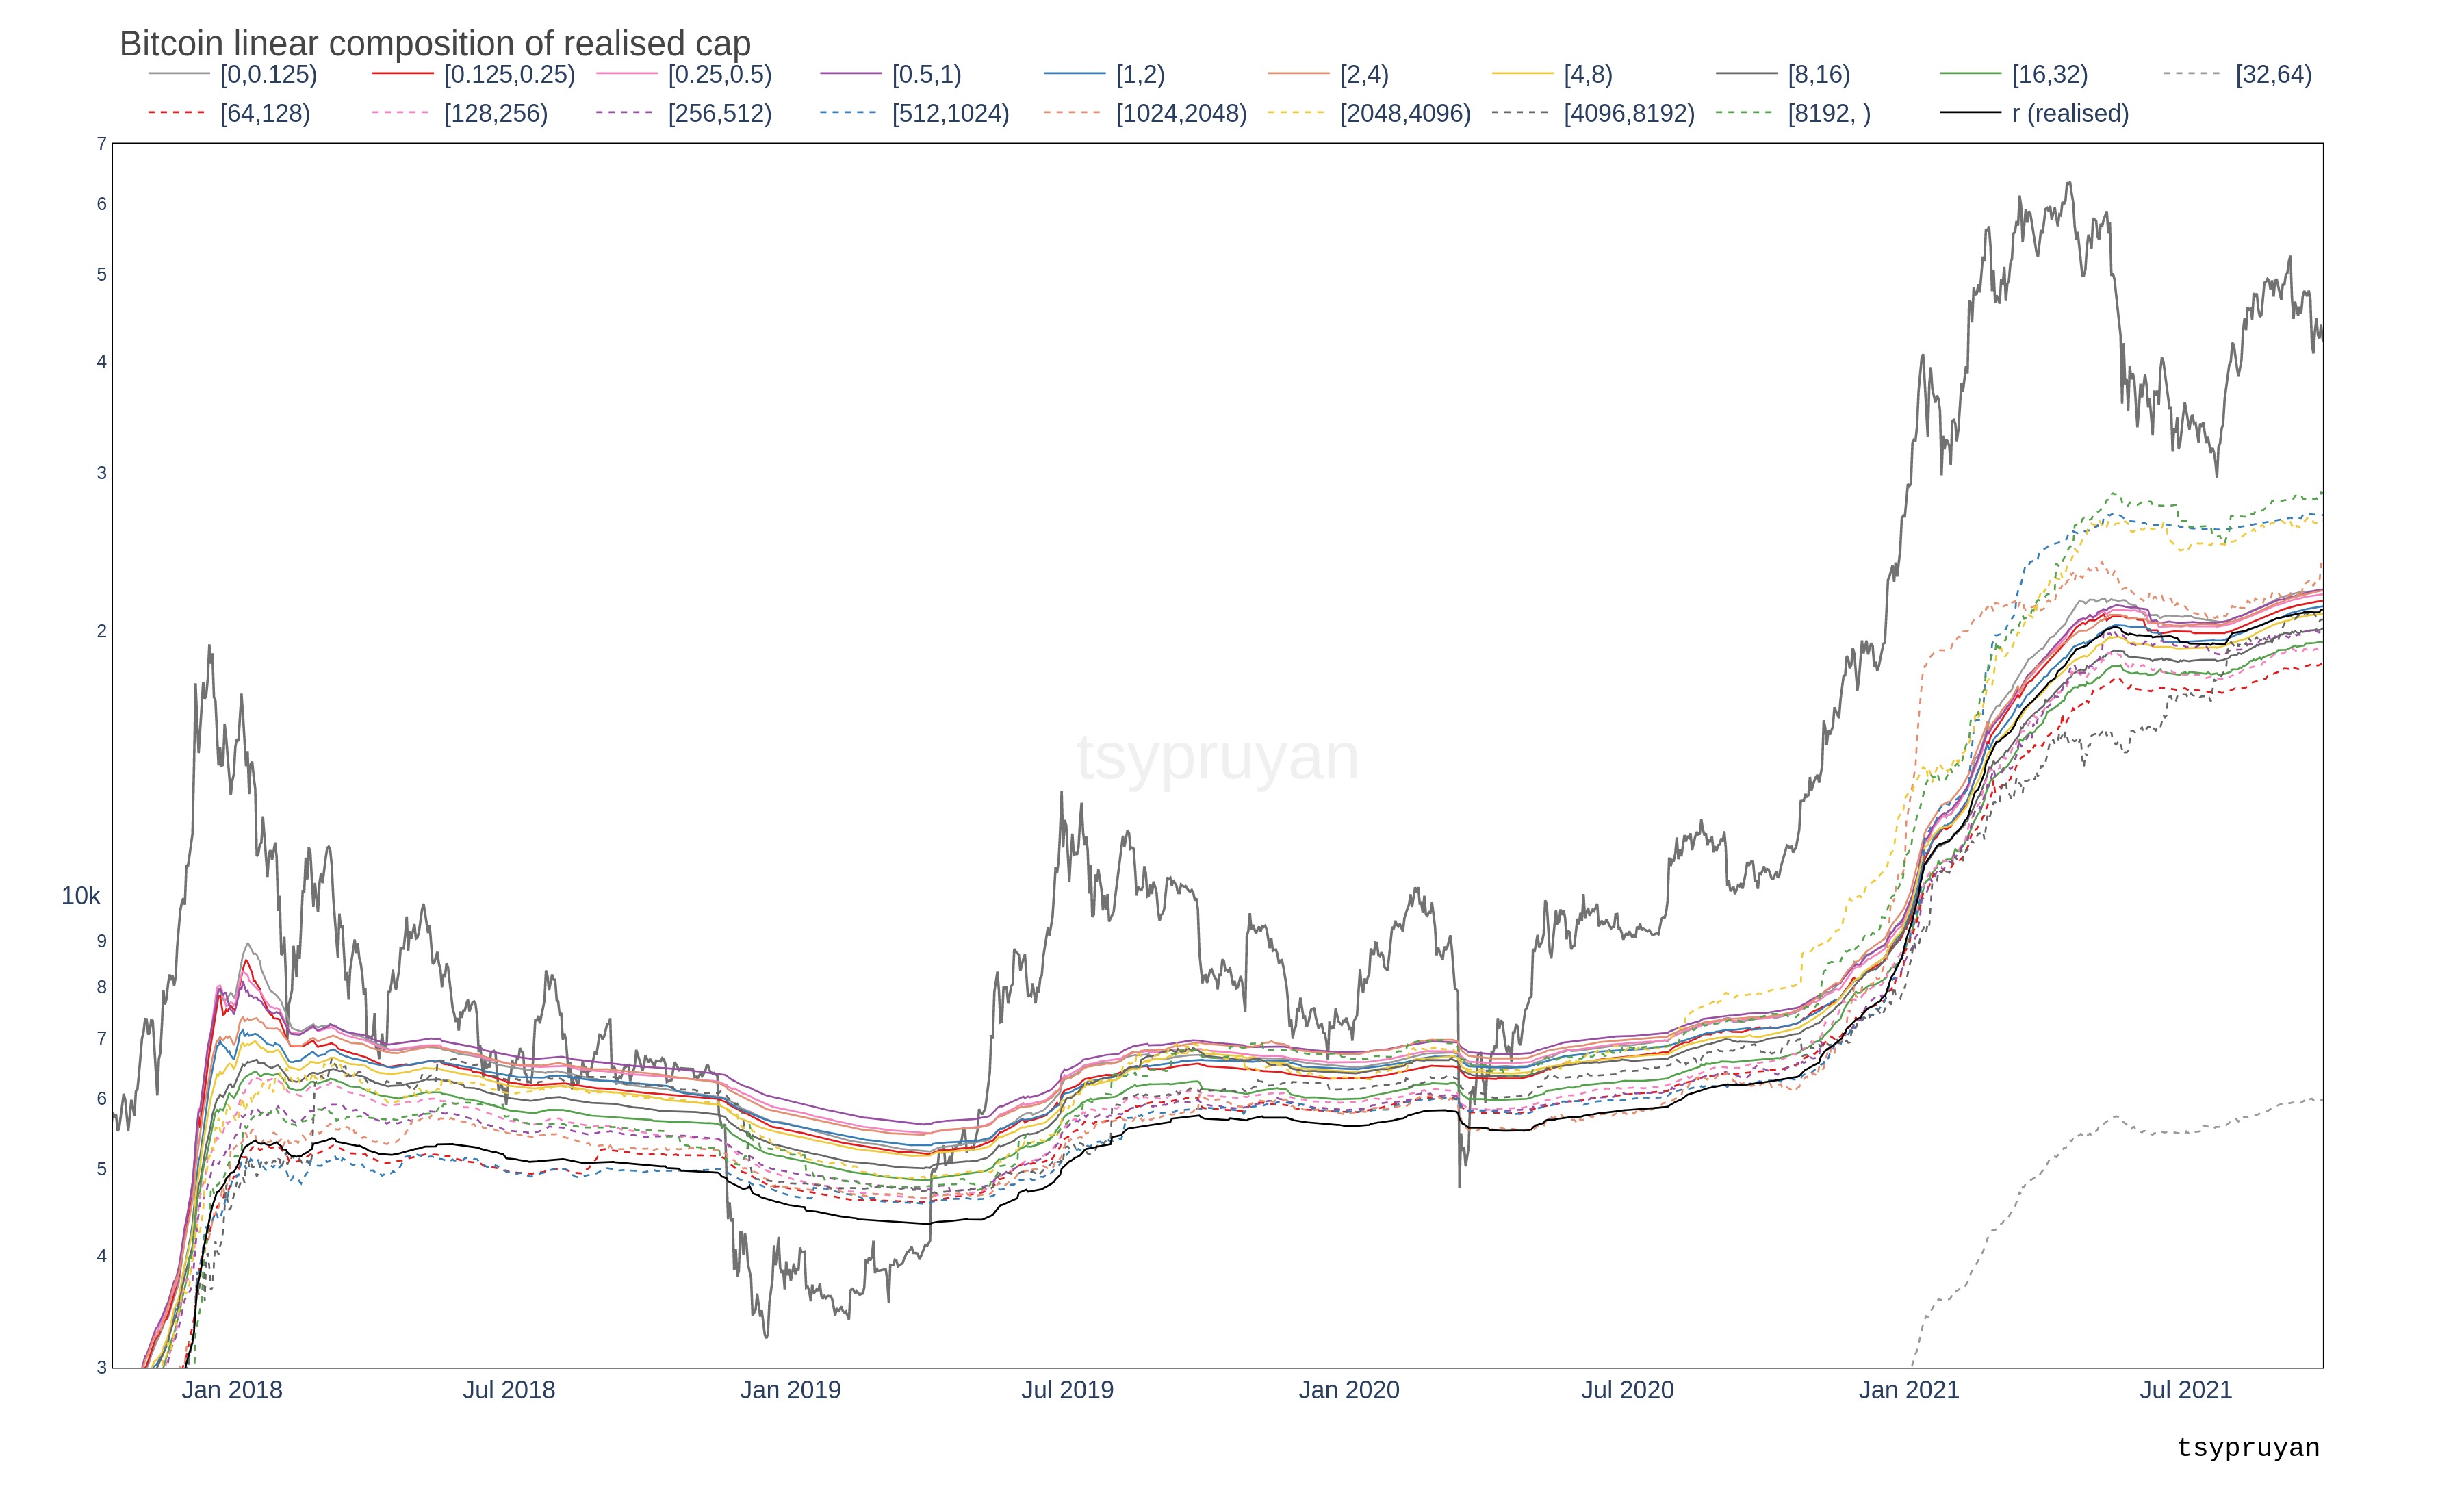 Bitcoin linear composition of realised cap
[0,0.125) [0.125,0.25) [0.25,0.5) [0.5,1) [1,2) [2,4) [4,8) [8,16) [16,32) [32,64)
[64,128) [128,256) [256,512) [512,1024) [1024,2048) [2048,4096) [4096,8192) [8192, ) r (realised)
7
6
5
4
3
2
tsypruyan
10k
9
8
7
6
5
4
3
Jan 2018 Jul 2018 Jan 2019 Jul 2019 Jan 2020 Jul 2020 Jan 2021 Jul 2021
tsypruyan